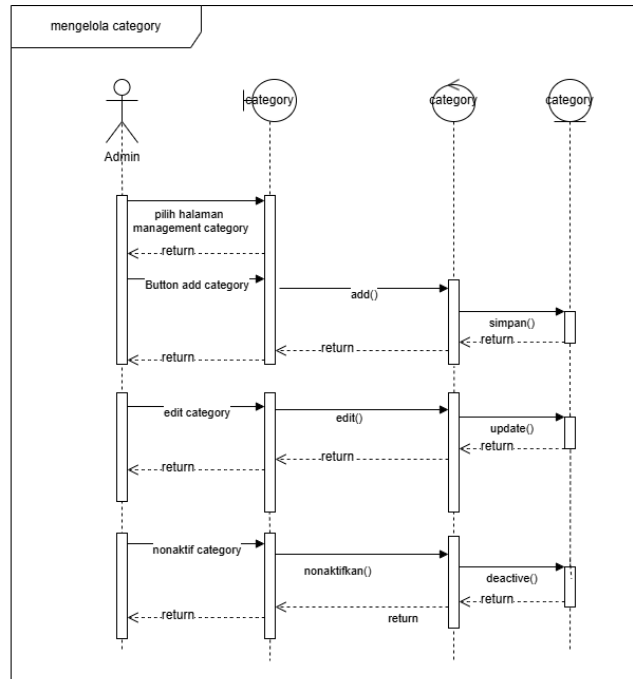 mengelola category
category
category
category
Admin
pilih halaman
management category
return
Button add category
add()
simpan()
return
return
return
edit category
edit()
update()
return
return
return
nonaktif category
nonaktifkan()
deactive()
return
return
return